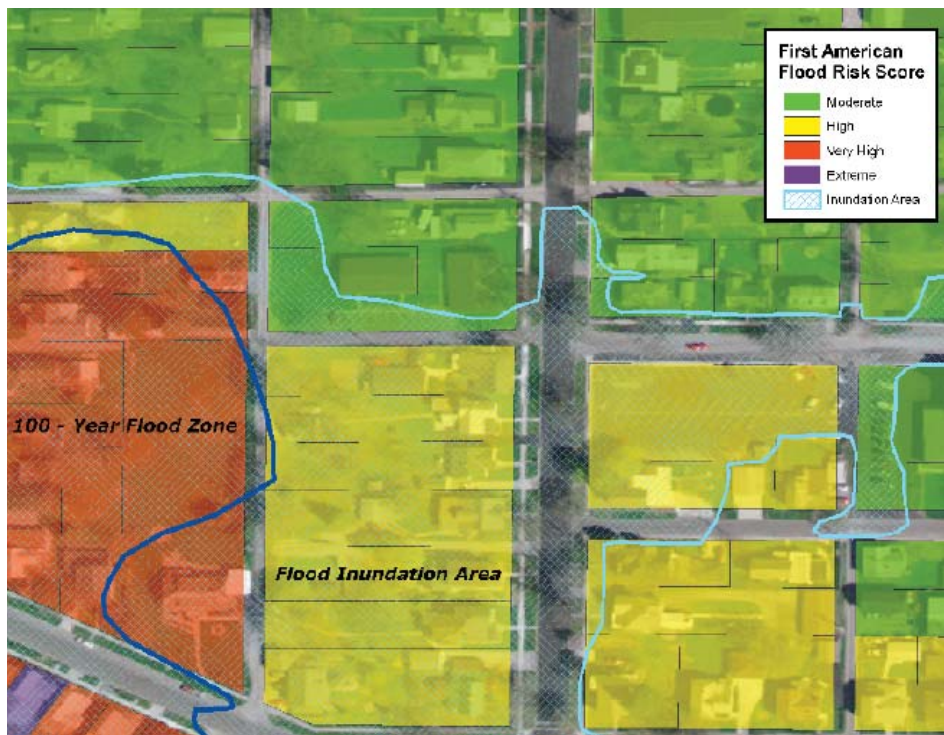 First American
Flood Risk Score
Moderate
High
Very High
Extreme
Inundation Area
100 - Year Flood Zone
Flood Inundation Area